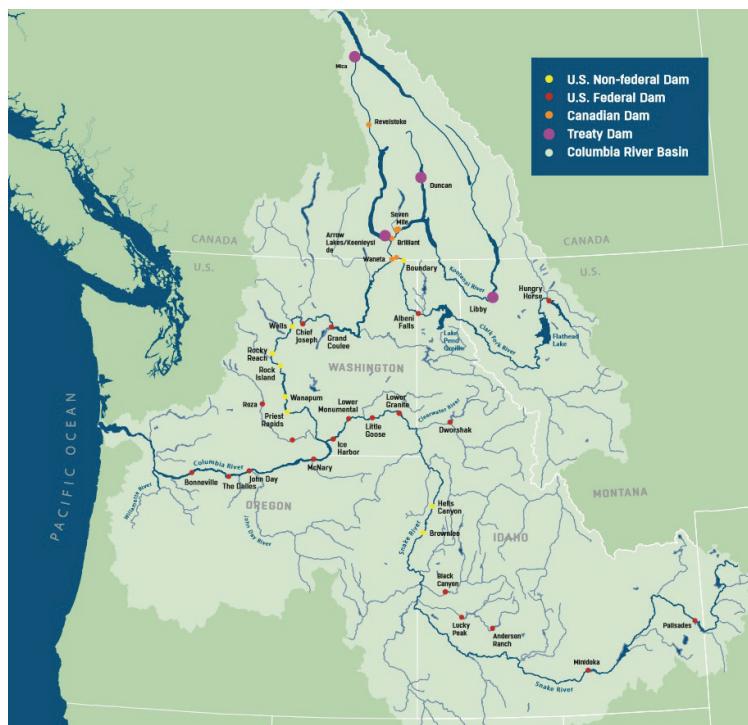 U.S. Non-federal Dam
U.S. Federal Dam
Canadian Dam
Treaty Dam
Columbia River Basin
Mica
Revelstoke
Duncan
Seven
Mile
Arrow
Lakes/Keenleysi
de
Brilliant
CANADA
CANADA
U.S.
U.S.
Waneta
Boundary
Kootenai River
Libby
Hungry
Horse
Albeni
Falls
Lake
Pend
Oreille
Clark Fork River
Flathead
Lake
Wells
Chief
Joseph
Grand
Coulee
Rocky
Reach
Rock
Island
WASHINGTON
Wanapum
Roza
Priest
Rapids
Lower
Monumental
Lower
Granite
Little
Goose
Clearwater River
Dworshak
Ice
Harbor
McNary
Columbia River
Bonneville
The Dalles
John Day
Willamette River
OREGON
John Day River
PACIFIC OCEAN
MONTANA
Hells
Canyon
Snake River
Brownlee
IDAHO
Black
Canyon
Lucky
Peak
Anderson
Ranch
Palisades
Minidoka
Snake River